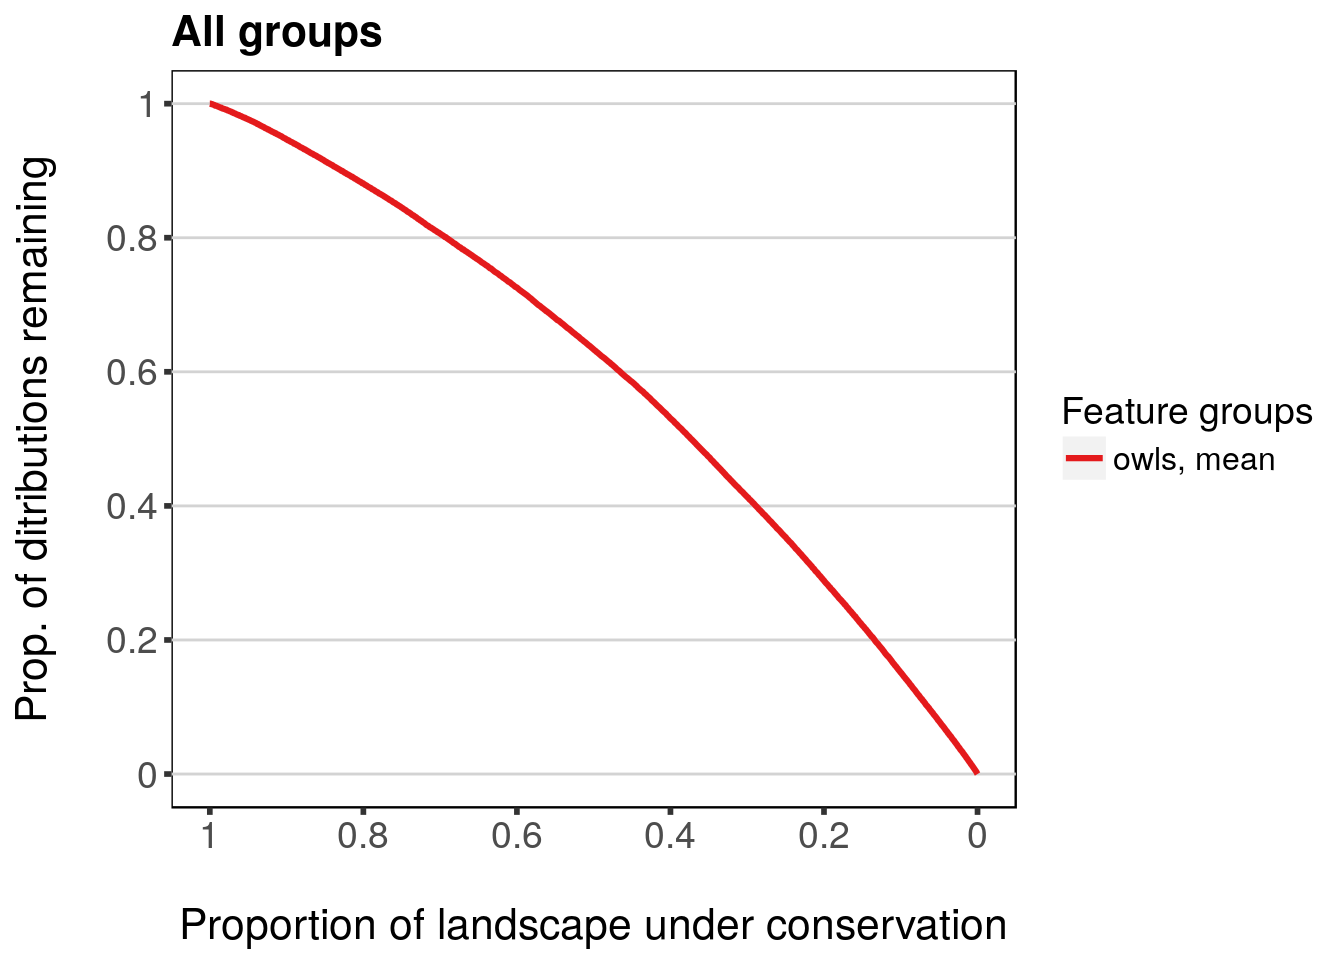 All groups
Prop. of ditributions remaining
1
0.8
0.6
0.4
0.2
0
1 0.8 0.6 0.4 0.2 0
Proportion of landscape under conservation
Feature groups
owls, mean